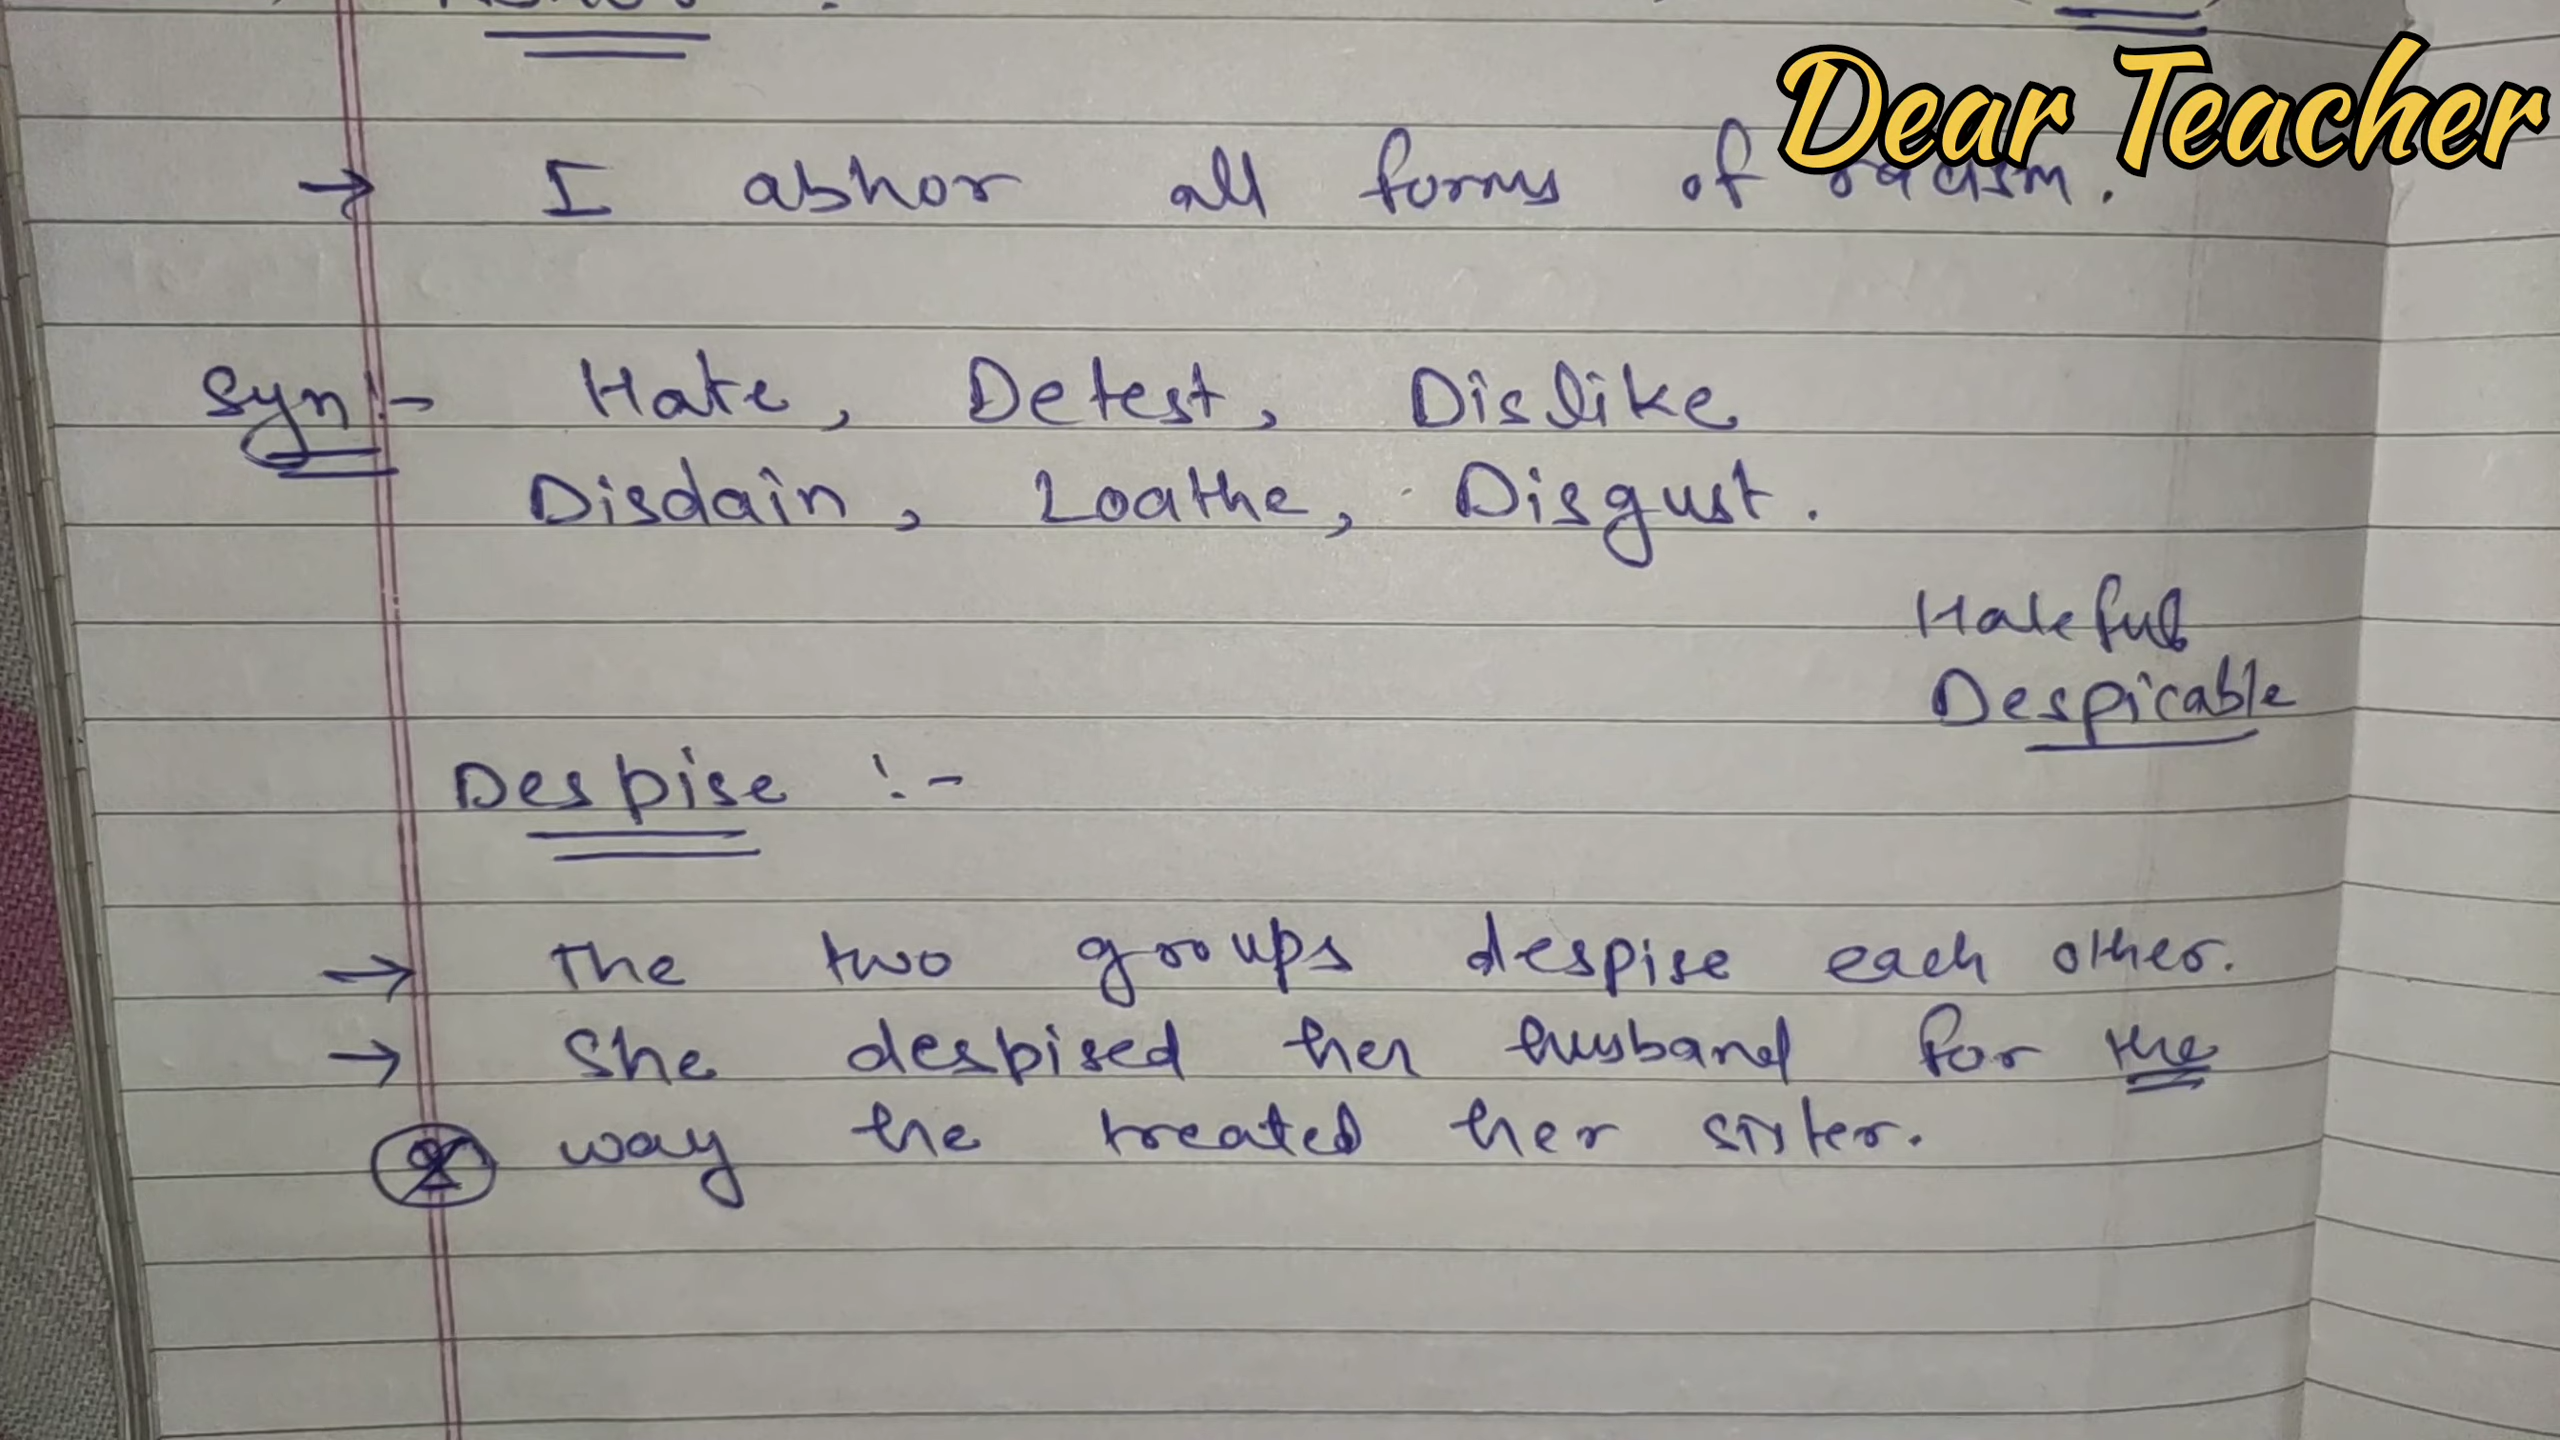 Dear Teacher
→ I abhor all forms of racism.
Syn :- Hate, Detest, Dislike
Disdain, Loathe, Disgust.
Hateful
Despicable
Despise :-
→ The two groups despise each other.
→ She despised her husband for the
way he treated her sister.